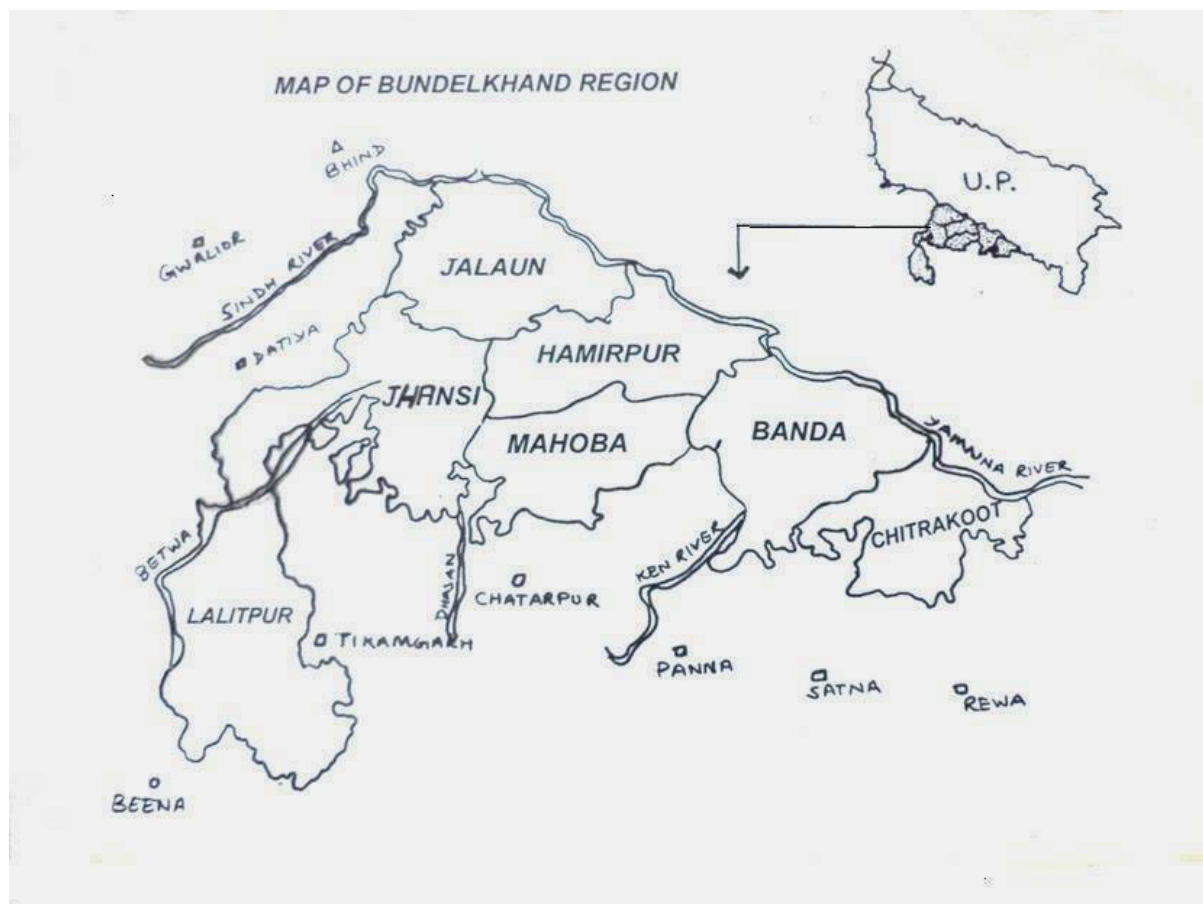 MAP OF BUNDELKHAND REGION
BHIND
U.P.
GWALIOR
SINDH RIVER
JALAUN
DATIYA
HAMIRPUR
JHANSI
MAHOBA
BANDA
YAMUNA RIVER
CHITRAKOOT
BETWA
KEN RIVER
DHASAN
CHATARPUR
LALITPUR
TIKAMGARH
PANNA
SATNA
REWA
BEENA